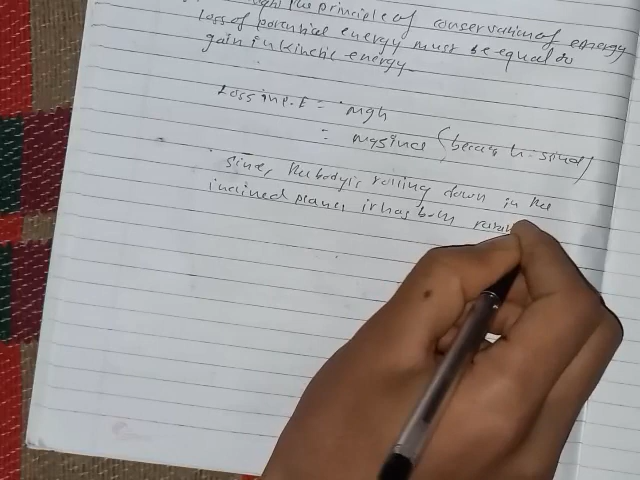 the principle of conservation of energy
loss of potential energy must be equal to
gain in kinetic energy
Loss in P.E = mgh
= mgsinθ (because h = sinθ)
Since, the body is rolling down in the
inclined plane, it has both